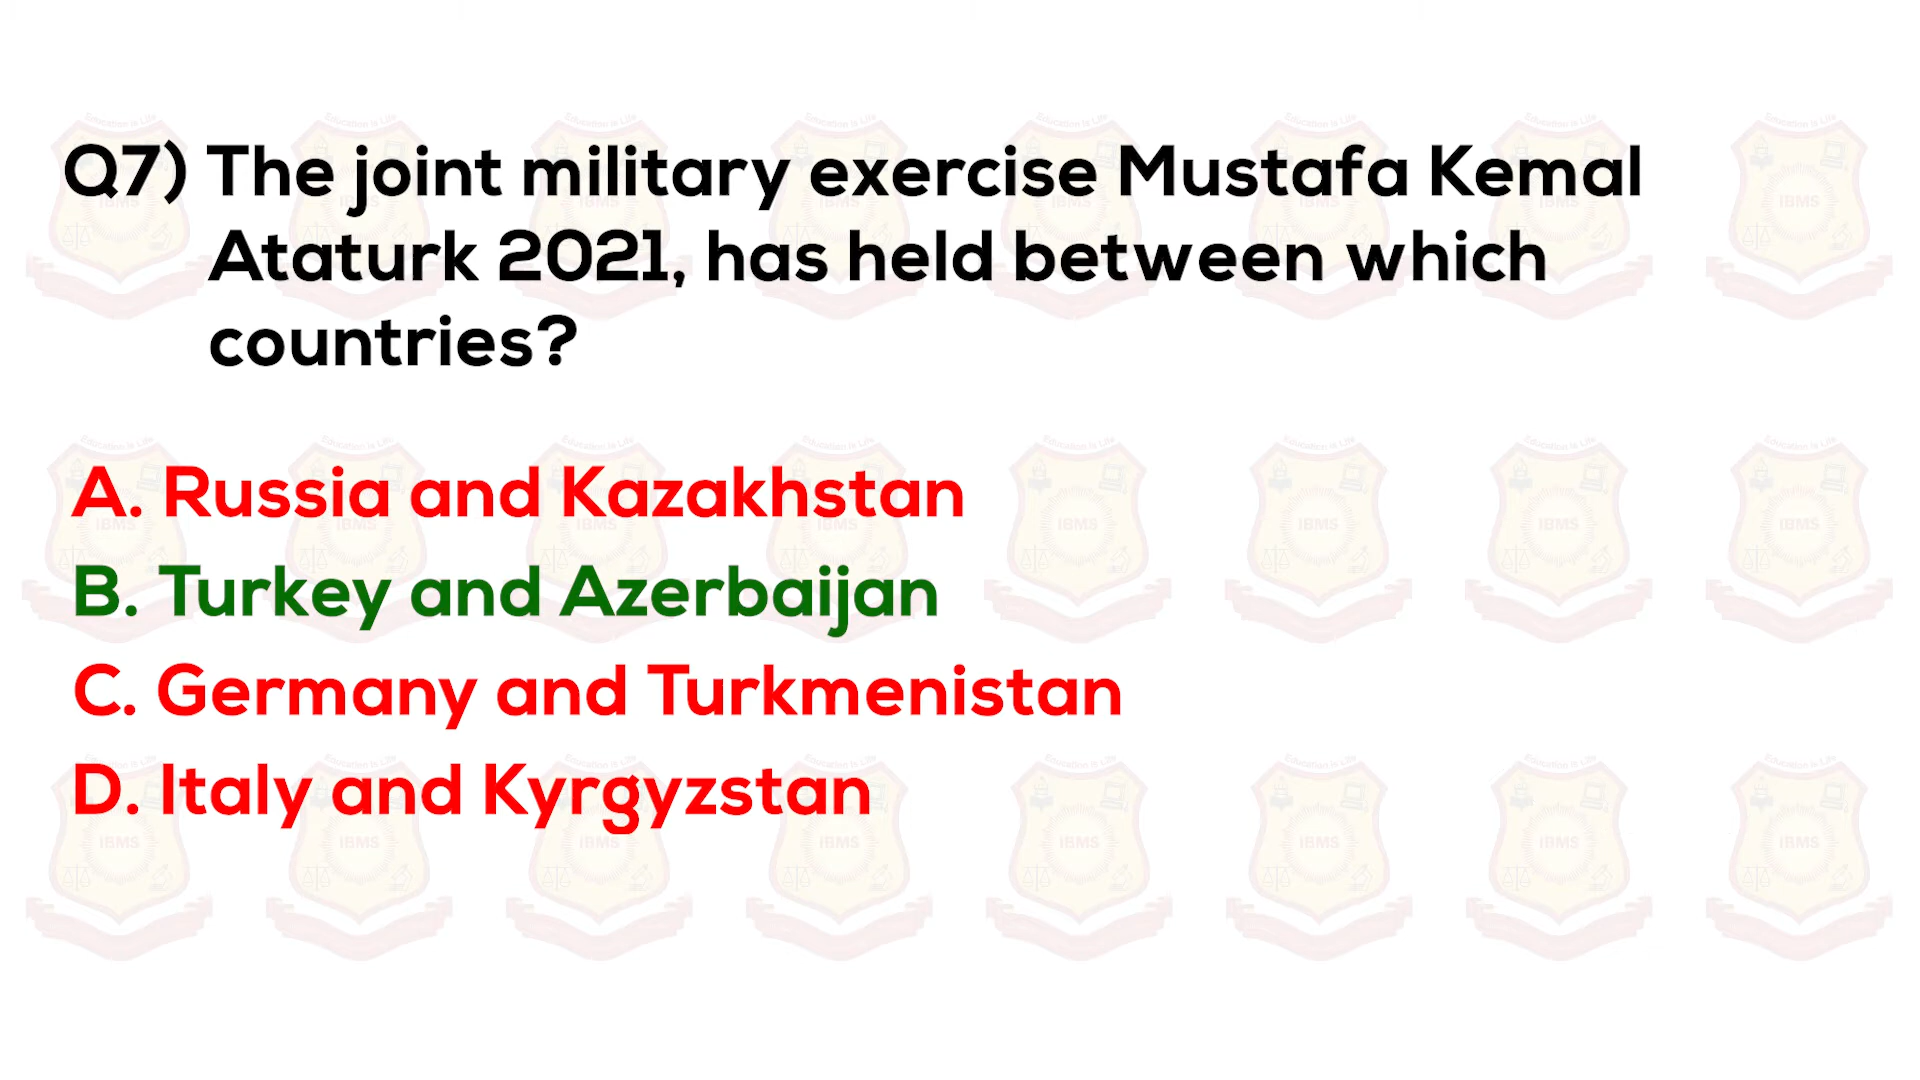 Q7) The joint military exercise Mustafa Kemal
Ataturk 2021, has held between which
countries?
A. Russia and Kazakhstan
B. Turkey and Azerbaijan
C. Germany and Turkmenistan
D. Italy and Kyrgyzstan